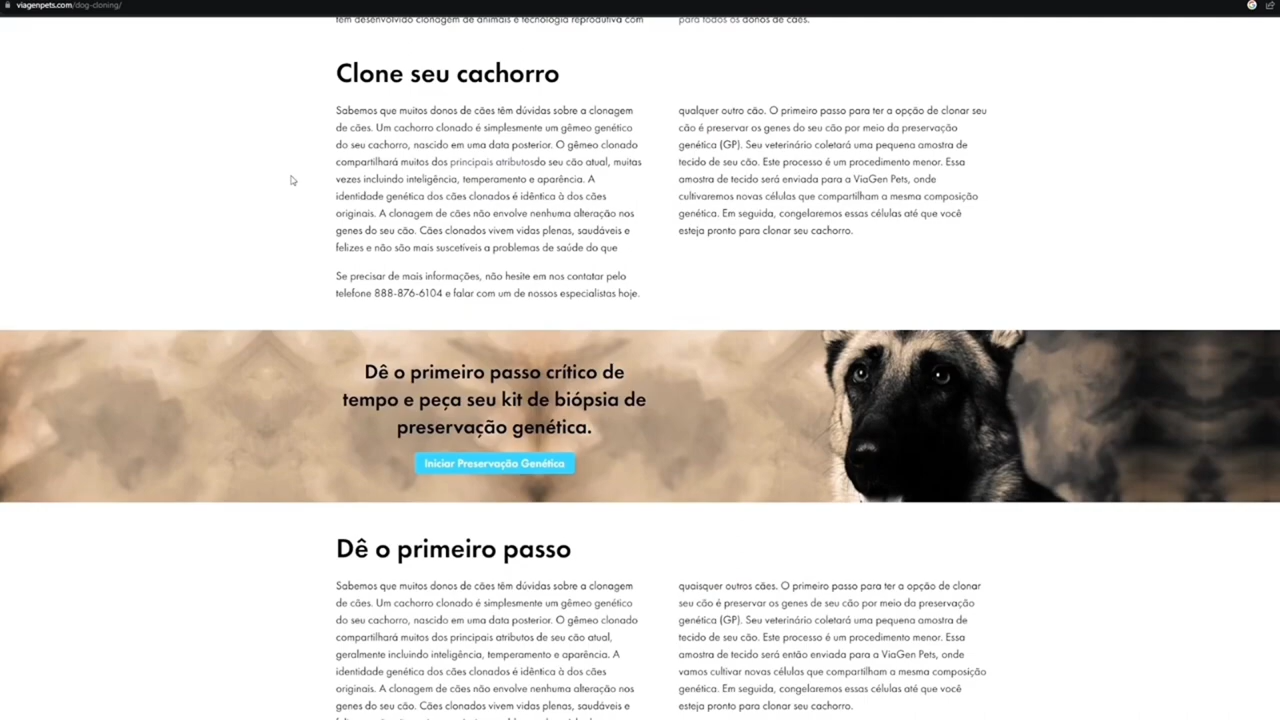 viagenpets.com/dog-cloning/
têm desenvolvido clonagem de animais e tecnologia reprodutiva com
para todos os donos de cães.
Clone seu cachorro
Sabemos que muitos donos de cães têm dúvidas sobre a clonagem
de cães. Um cachorro clonado é simplesmente um gêmeo genético
do seu cachorro, nascido em uma data posterior. O gêmeo clonado
compartilhará muitos dos principais atributosdo seu cão atual, muitas
vezes incluindo inteligência, temperamento e aparência. A
identidade genética dos cães clonados é idêntica à dos cães
originais. A clonagem de cães não envolve nenhuma alteração nos
genes do seu cão. Cães clonados vivem vidas plenas, saudáveis e
felizes e não são mais suscetíveis a problemas de saúde do que
qualquer outro cão. O primeiro passo para ter a opção de clonar seu
cão é preservar os genes do seu cão por meio da preservação
genética (GP). Seu veterinário coletará uma pequena amostra de
tecido de seu cão. Este processo é um procedimento menor. Essa
amostra de tecido será enviada para a ViaGen Pets, onde
cultivaremos novas células que compartilham a mesma composição
genética. Em seguida, congelaremos essas células até que você
esteja pronto para clonar seu cachorro.
Se precisar de mais informações, não hesite em nos contatar pelo
telefone 888-876-6104 e falar com um de nossos especialistas hoje.
Dê o primeiro passo crítico de
tempo e peça seu kit de biópsia de
preservação genética.
Iniciar Preservação Genética
Dê o primeiro passo
Sabemos que muitos donos de cães têm dúvidas sobre a clonagem
de cães. Um cachorro clonado é simplesmente um gêmeo genético
do seu cachorro, nascido em uma data posterior. O gêmeo clonado
compartilhará muitos dos principais atributos de seu cão atual,
geralmente incluindo inteligência, temperamento e aparência. A
identidade genética dos cães clonados é idêntica à dos cães
originais. A clonagem de cães não envolve nenhuma alteração nos
genes do seu cão. Cães clonados vivem vidas plenas, saudáveis e
quaisquer outros cães. O primeiro passo para ter a opção de clonar
seu cão é preservar os genes de seu cão por meio da preservação
genética (GP). Seu veterinário coletará uma pequena amostra de
tecido de seu cão. Este processo é um procedimento menor. Essa
amostra de tecido será então enviada para a ViaGen Pets, onde
vamos cultivar novas células que compartilham a mesma composição
genética. Em seguida, congelaremos essas células até que você
esteja pronto para clonar seu cachorro.